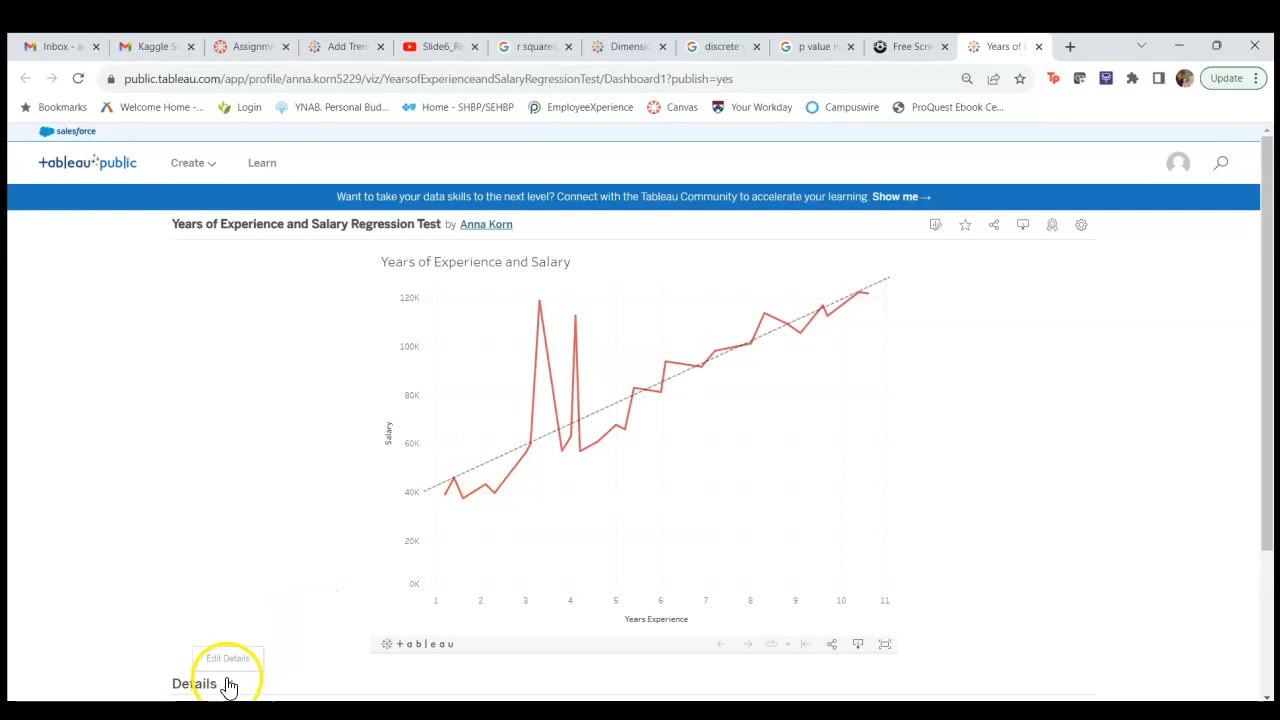 Inbox - a
Kaggle S
Assignm
Add Tren
Slide6_Re
r square
Dimensi
discrete v
p value n
Free Scre
Years of E
public.tableau.com/app/profile/anna.korn5229/viz/YearsofExperienceandSalaryRegressionTest/Dashboard1?publish=yes
Tp
Update
Bookmarks
Welcome Home -...
Login
YNAB. Personal Bud...
Home - SHBP/SEHBP
EmployeeXperience
Canvas
Your Workday
Campuswire
ProQuest Ebook Ce...
salesforce
+ableau public
Create
Learn
Want to take your data skills to the next level? Connect with the Tableau Community to accelerate your learning. Show me →
Years of Experience and Salary Regression Test by Anna Korn
Years of Experience and Salary
120K
100K
80K
60K
40K
20K
0K
Salary
1 2 3 4 5 6 7 8 9 10 11
Years Experience
+ableau
Edit Details
Details